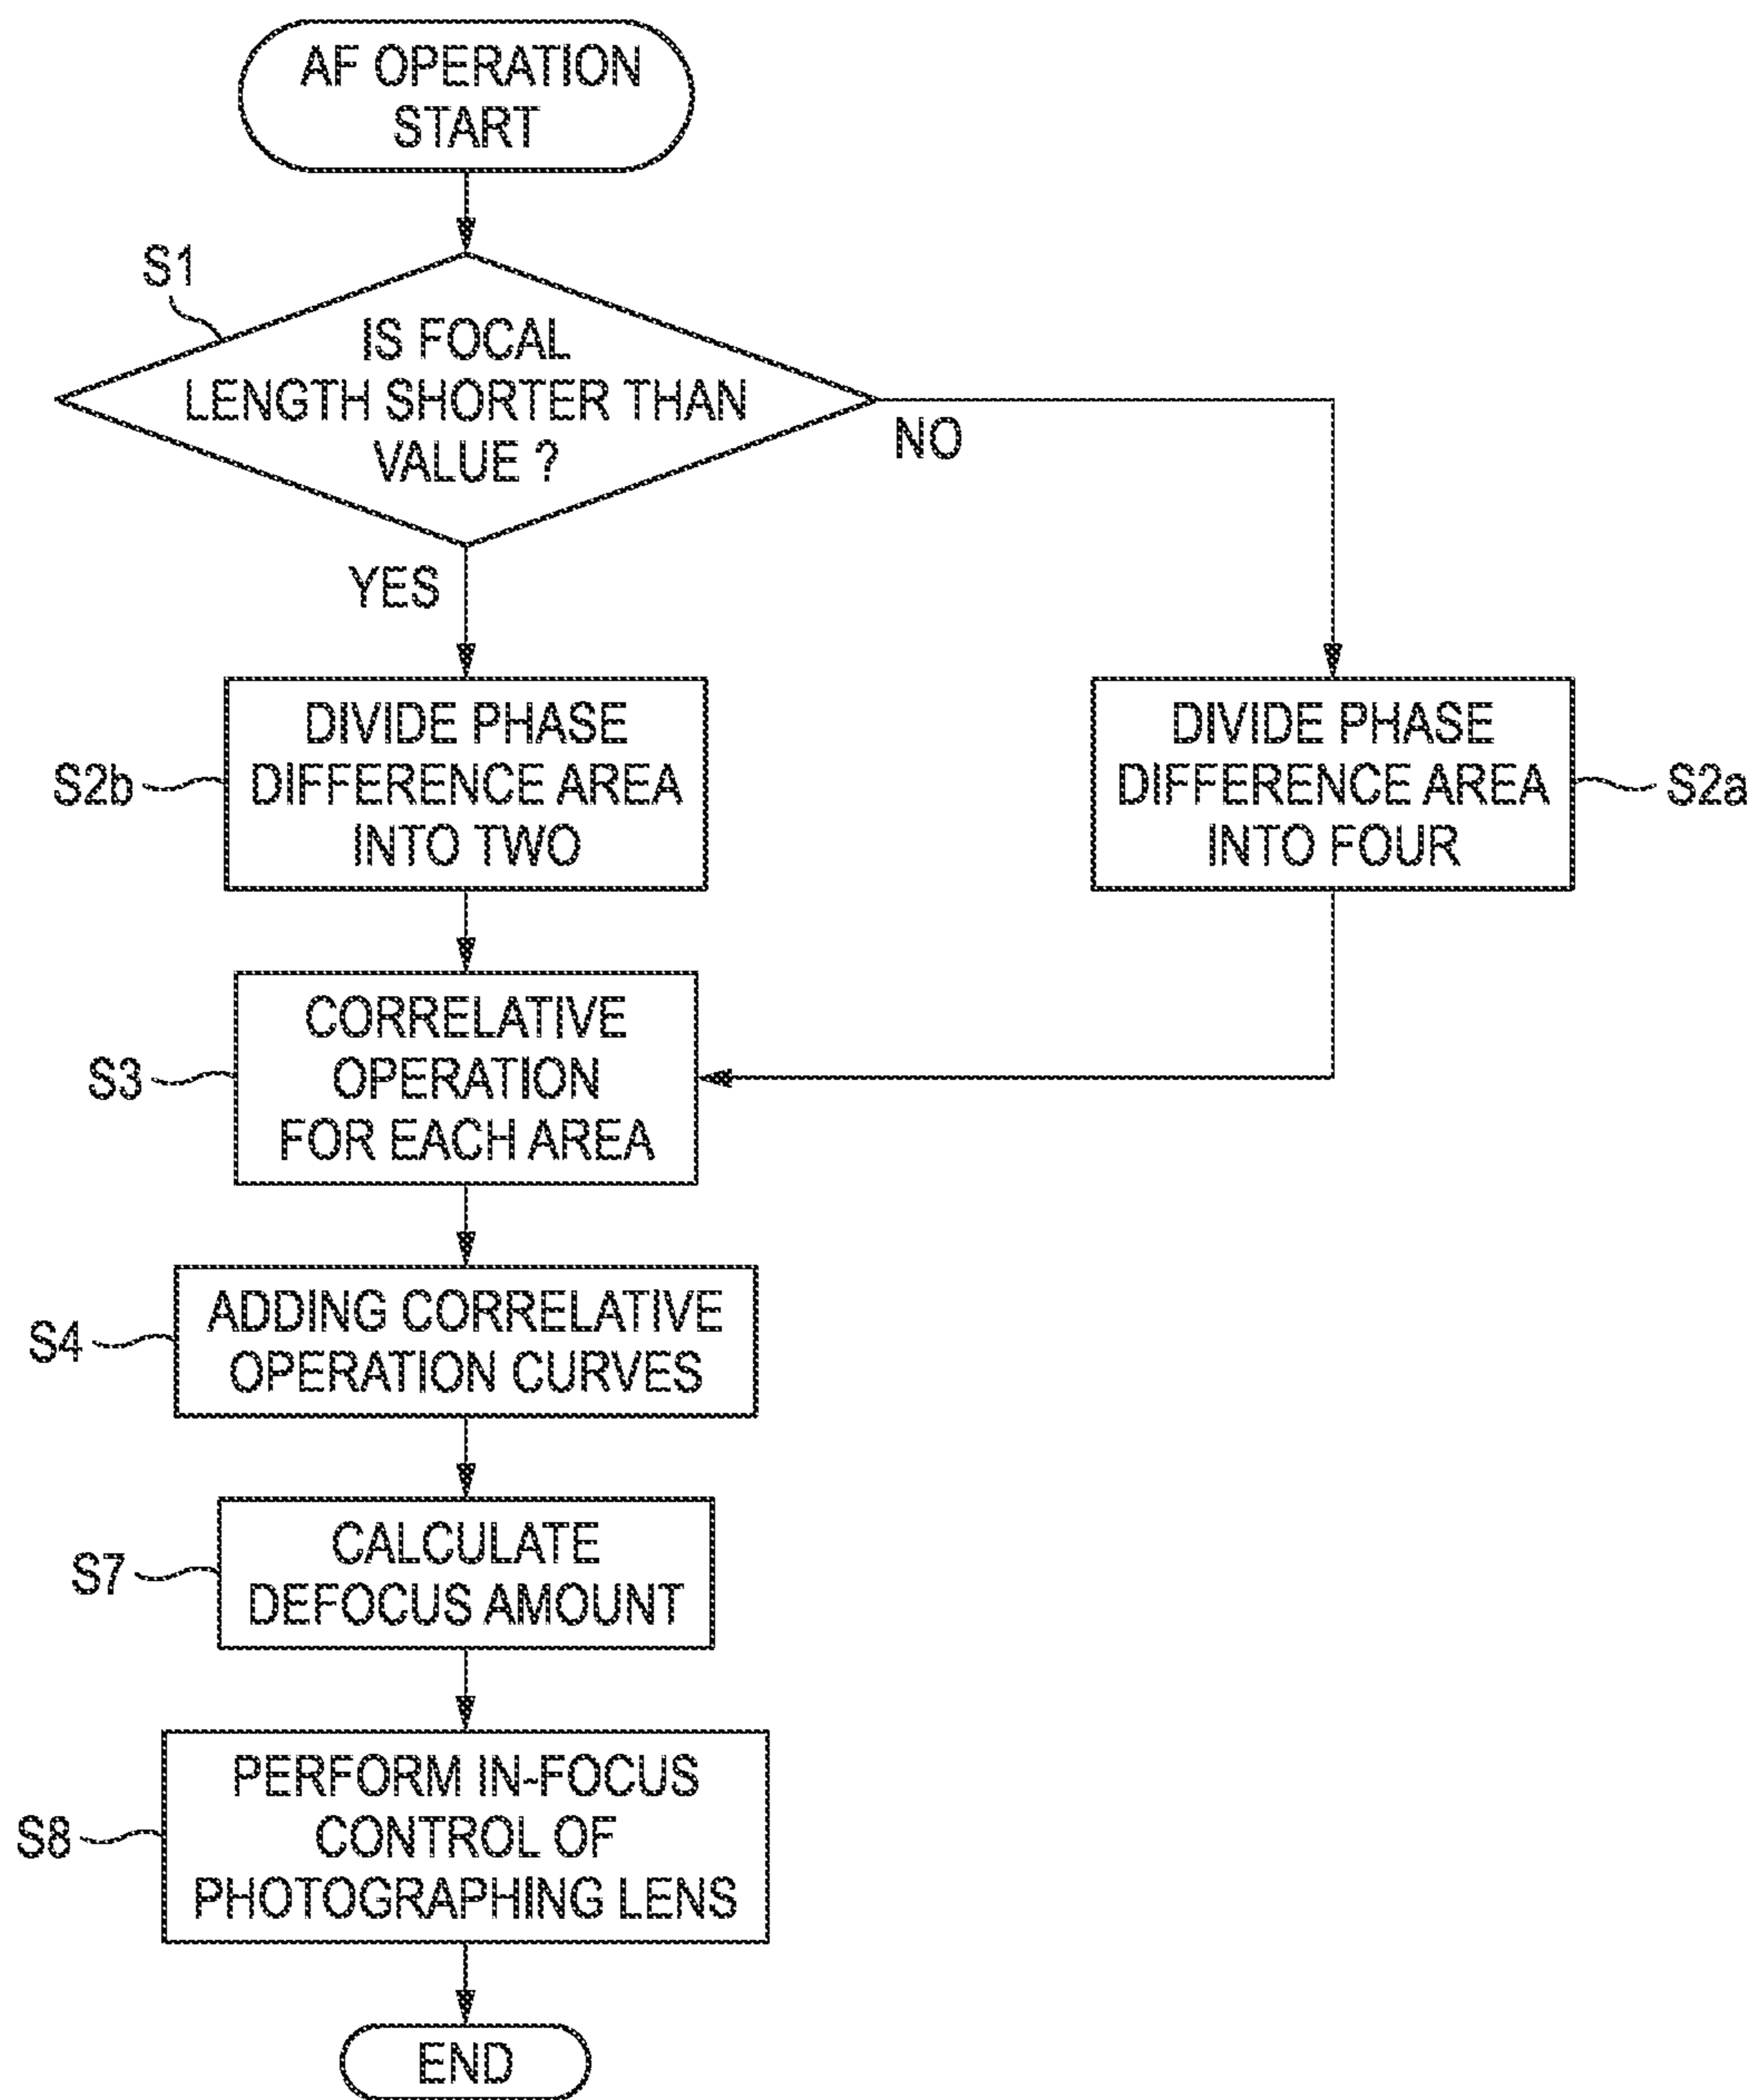 AF OPERATION
START
S1
IS FOCAL
LENGTH SHORTER THAN
VALUE ?
NO
YES
S2b
DIVIDE PHASE
DIFFERENCE AREA
INTO TWO
DIVIDE PHASE
DIFFERENCE AREA
INTO FOUR
S2a
S3
CORRELATIVE
OPERATION
FOR EACH AREA
S4
ADDING CORRELATIVE
OPERATION CURVES
S7
CALCULATE
DEFOCUS AMOUNT
S8
PERFORM IN-FOCUS
CONTROL OF
PHOTOGRAPHING LENS
END